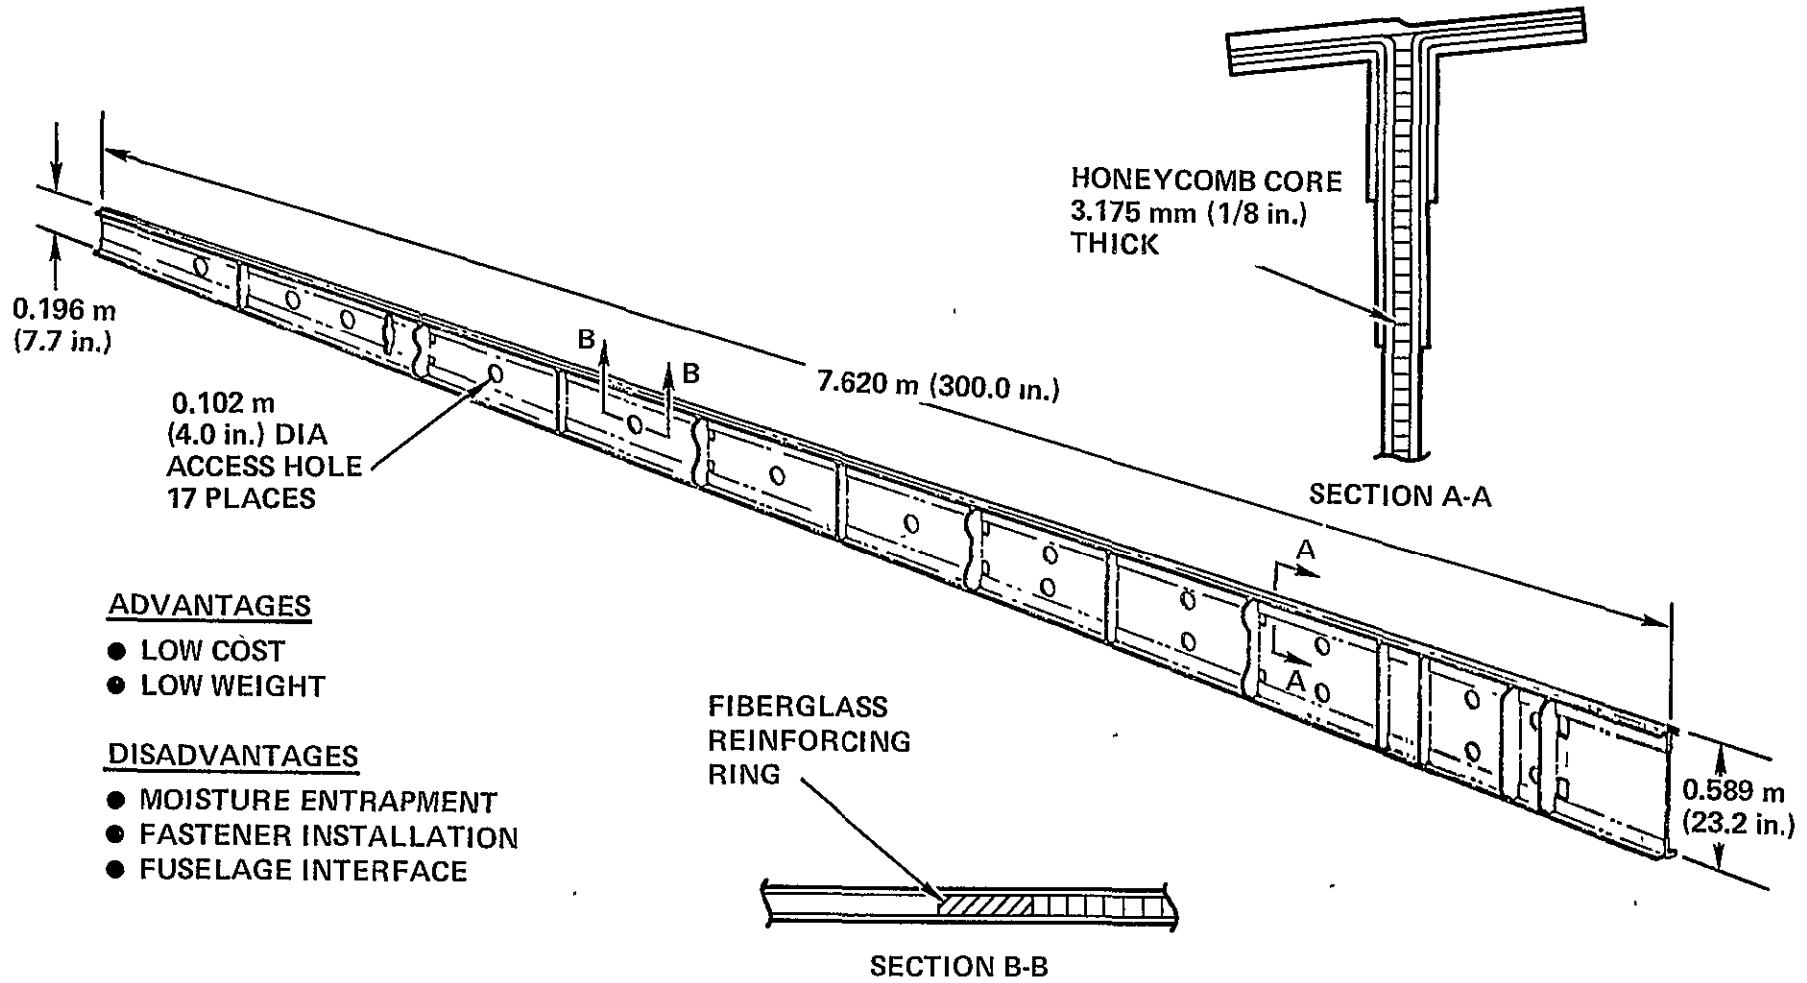 HONEYCOMB CORE
3.175 mm (1/8 in.)
THICK
SECTION A-A
0.196 m
(7.7 in.)
B
B
7.620 m (300.0 in.)
0.102 m
(4.0 in.) DIA
ACCESS HOLE
17 PLACES
A
A
ADVANTAGES
● LOW COST
● LOW WEIGHT
DISADVANTAGES
● MOISTURE ENTRAPMENT
● FASTENER INSTALLATION
● FUSELAGE INTERFACE
FIBERGLASS
REINFORCING
RING
0.589 m
(23.2 in.)
SECTION B-B